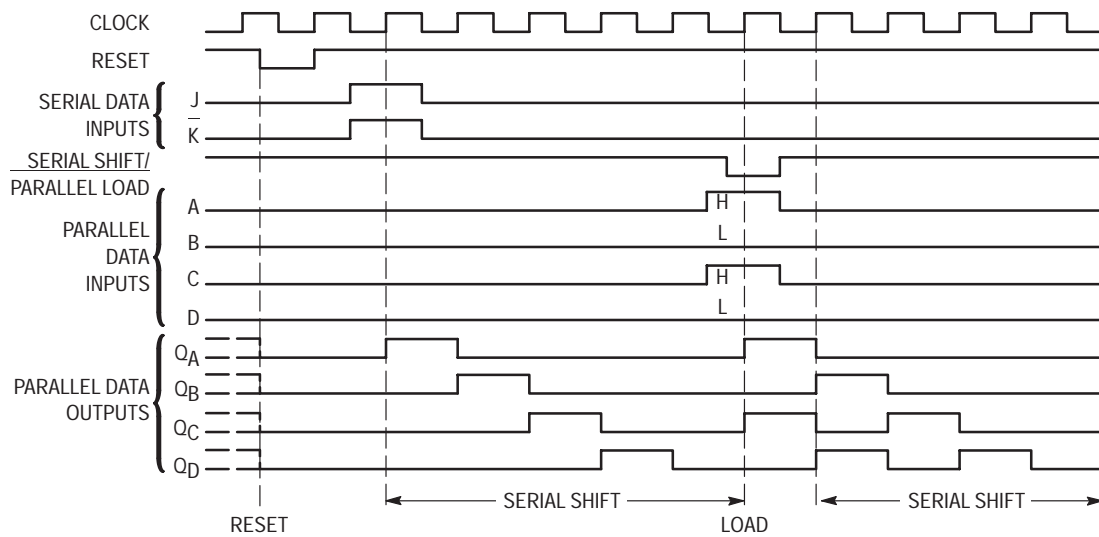 CLOCK
RESET
SERIAL DATA
INPUTS
J
K
SERIAL SHIFT/
PARALLEL LOAD
PARALLEL
DATA
INPUTS
A
H
B
L
C
H
D
L
PARALLEL DATA
OUTPUTS
QA
QB
QC
QD
SERIAL SHIFT
SERIAL SHIFT
RESET
LOAD